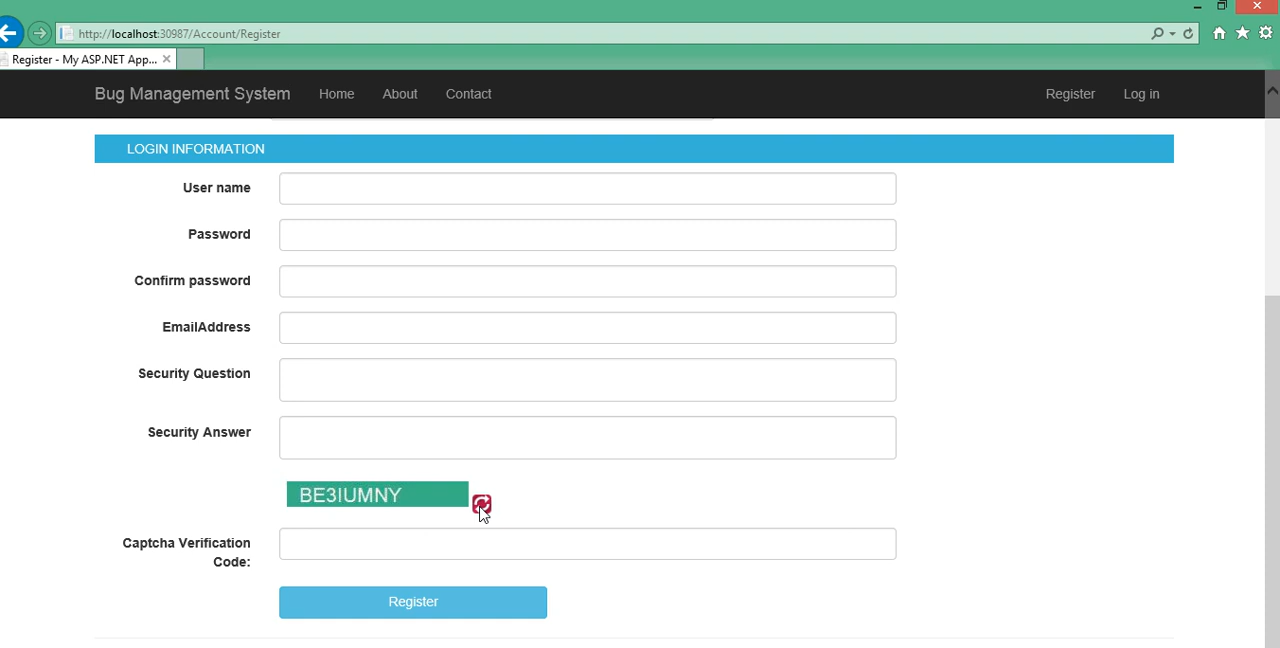 http://localhost:30987/Account/Register
Register - My ASP.NET App...
Bug Management System Home About Contact Register Log in
LOGIN INFORMATION
User name
Password
Confirm password
EmailAddress
Security Question
Security Answer
BE3IUMNY
Captcha Verification
Code:
Register